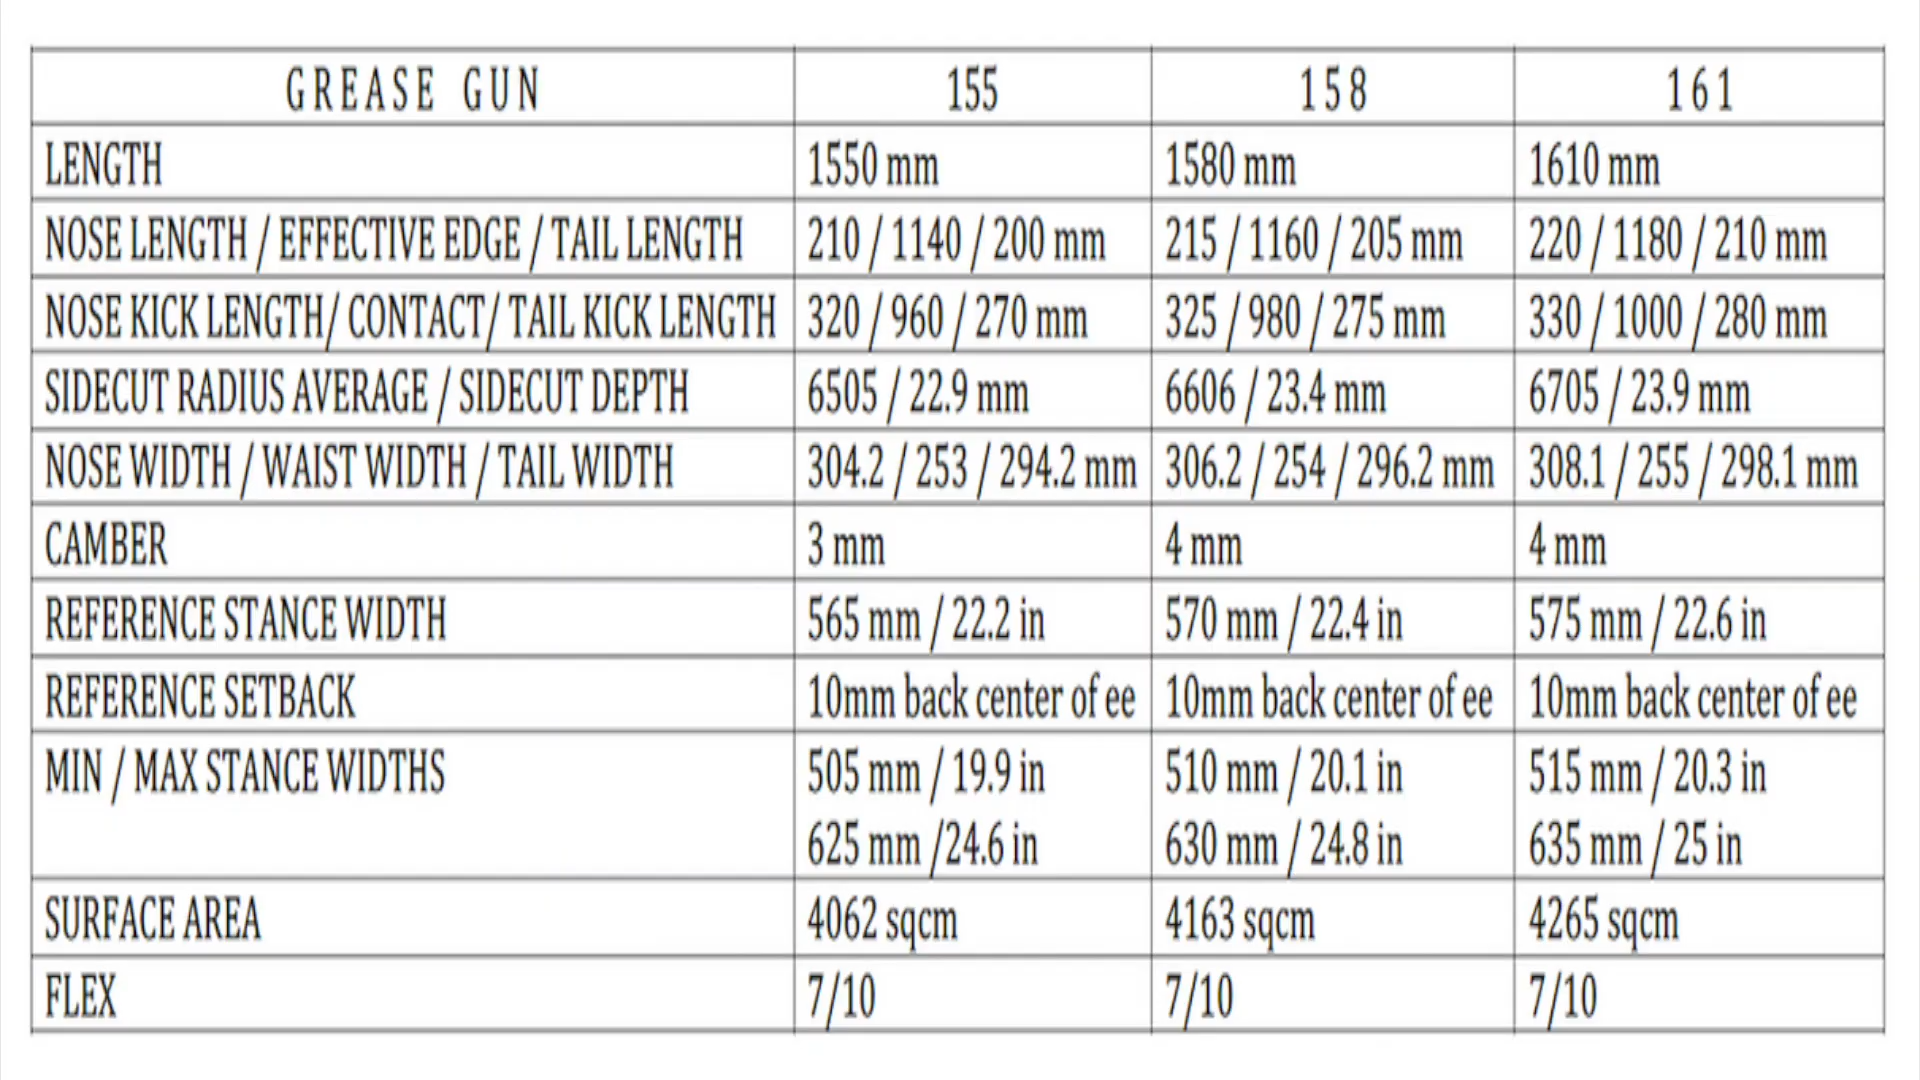 GREASE GUN 155 158 161
LENGTH 1550 mm 1580 mm 1610 mm
NOSE LENGTH / EFFECTIVE EDGE / TAIL LENGTH 210 / 1140 / 200 mm 215 / 1160 / 205 mm 220 / 1180 / 210 mm
NOSE KICK LENGTH/ CONTACT/ TAIL KICK LENGTH 320 / 960 / 270 mm 325 / 980 / 275 mm 330 / 1000 / 280 mm
SIDECUT RADIUS AVERAGE / SIDECUT DEPTH 6505 / 22.9 mm 6606 / 23.4 mm 6705 / 23.9 mm
NOSE WIDTH / WAIST WIDTH / TAIL WIDTH 304.2 / 253 / 294.2 mm 306.2 / 254 / 296.2 mm 308.1 / 255 / 298.1 mm
CAMBER 3 mm 4 mm 4 mm
REFERENCE STANCE WIDTH 565 mm / 22.2 in 570 mm / 22.4 in 575 mm / 22.6 in
REFERENCE SETBACK 10mm back center of ee 10mm back center of ee 10mm back center of ee
MIN / MAX STANCE WIDTHS 505 mm / 19.9 in 510 mm / 20.1 in 515 mm / 20.3 in
625 mm /24.6 in 630 mm / 24.8 in 635 mm / 25 in
SURFACE AREA 4062 sqcm 4163 sqcm 4265 sqcm
FLEX 7/10 7/10 7/10